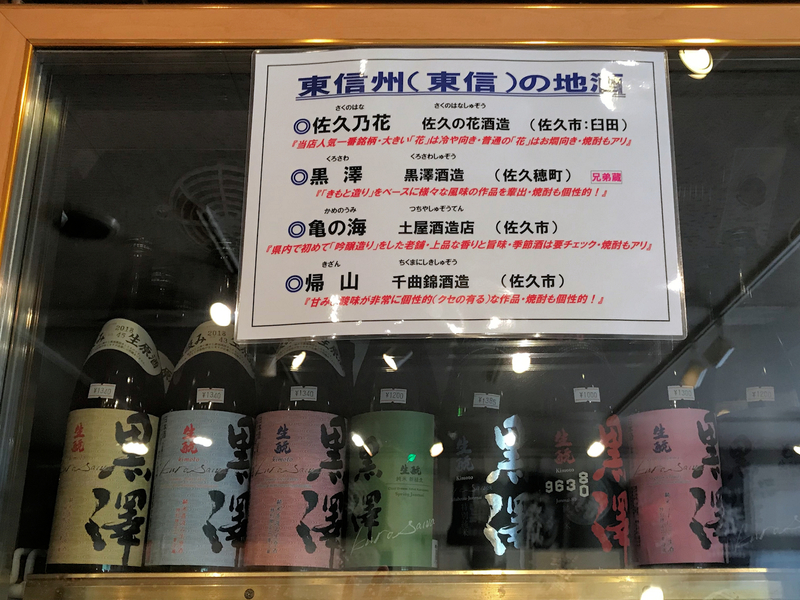 東信州(東信)の地酒
さくのはな さくのはなしゅぞう
◎佐久乃花 佐久の花酒造 (佐久市:臼田)
『当店人気一番銘柄・大きい「花」は冷や向き・普通の「花」はお燗向き・焼酎もアリ』
くろさわ くろさわしゅぞう
◎黒澤 黒澤酒造 (佐久穂町) 兄弟蔵
『「きもと造り」をベースに様々な風味の作品を輩出・焼酎も個性的!』
かめのうみ つちやしゅぞうてん
◎亀の海 土屋酒造店 (佐久市)
『県内で初めて「吟醸造り」をした老舗・上品な香りと旨味・季節酒は要チェック・焼酎もアリ』
きざん ちくまにしきしゅぞう
◎帰山 千曲錦酒造 (佐久市)
『甘みと酸味が非常に個性的(クセの有る)な作品・焼酎も個性的!』
2018
生原酒
¥1340
¥1340
¥1340
生酛
黒澤
生酛
黒澤
生酛
黒澤
生酛
黒澤
Kurosawa
生酛
黒澤
9638
80
黒澤
生酛
黒澤